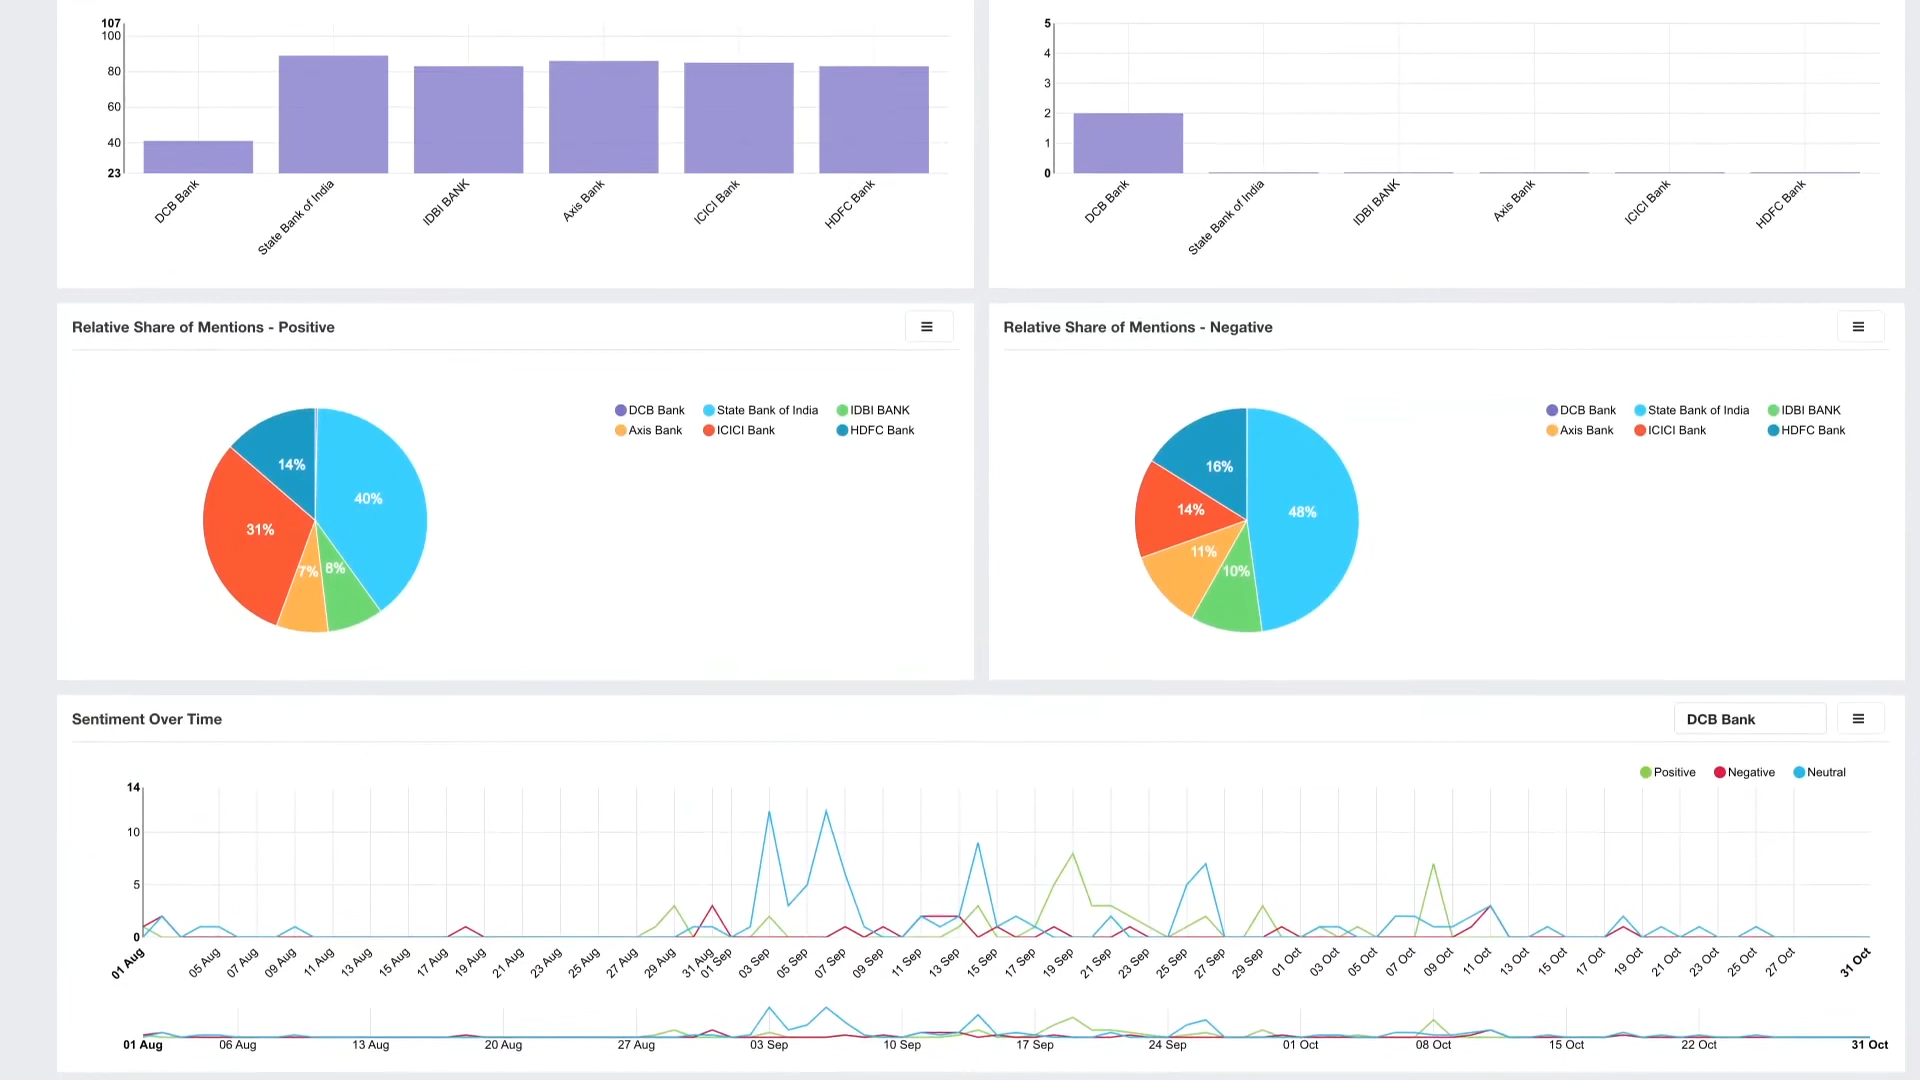 107
100
80
60
40
23
DCB Bank
State Bank of India
IDBI BANK
Axis Bank
ICICI Bank
HDFC Bank
5
4
3
2
1
0
DCB Bank
State Bank of India
IDBI BANK
Axis Bank
ICICI Bank
HDFC Bank
Relative Share of Mentions - Positive
DCB Bank State Bank of India IDBI BANK
Axis Bank ICICI Bank HDFC Bank
14%
40%
31%
7%
8%
Relative Share of Mentions - Negative
DCB Bank State Bank of India IDBI BANK
Axis Bank ICICI Bank HDFC Bank
16%
48%
14%
11%
10%
Sentiment Over Time
DCB Bank
Positive Negative Neutral
14
10
5
0
01 Aug 05 Aug 07 Aug 09 Aug 11 Aug 13 Aug 15 Aug 17 Aug 19 Aug 21 Aug 23 Aug 25 Aug 27 Aug 29 Aug 31 Aug 01 Sep 03 Sep 05 Sep 07 Sep 09 Sep 11 Sep 13 Sep 15 Sep 17 Sep 19 Sep 21 Sep 23 Sep 25 Sep 27 Sep 29 Sep 01 Oct 03 Oct 05 Oct 07 Oct 09 Oct 11 Oct 13 Oct 15 Oct 17 Oct 19 Oct 21 Oct 23 Oct 25 Oct 27 Oct 31 Oct
01 Aug 06 Aug 13 Aug 20 Aug 27 Aug 03 Sep 10 Sep 17 Sep 24 Sep 01 Oct 08 Oct 15 Oct 22 Oct 31 Oct